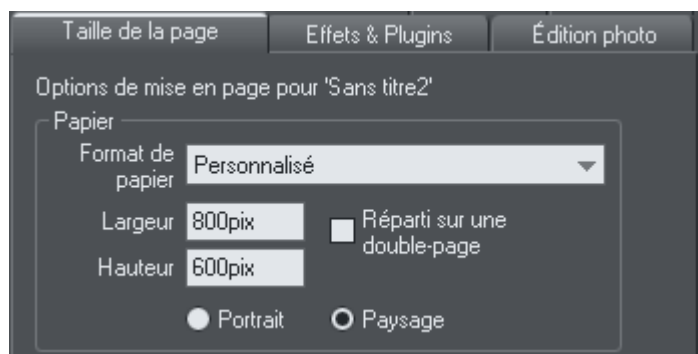 Taille de la page Effets & Plugins Édition photo
Options de mise en page pour 'Sans titre2'
Papier
Format de papier Personnalisé
Largeur 800pix Réparti sur une double-page
Hauteur 600pix
Portrait Paysage